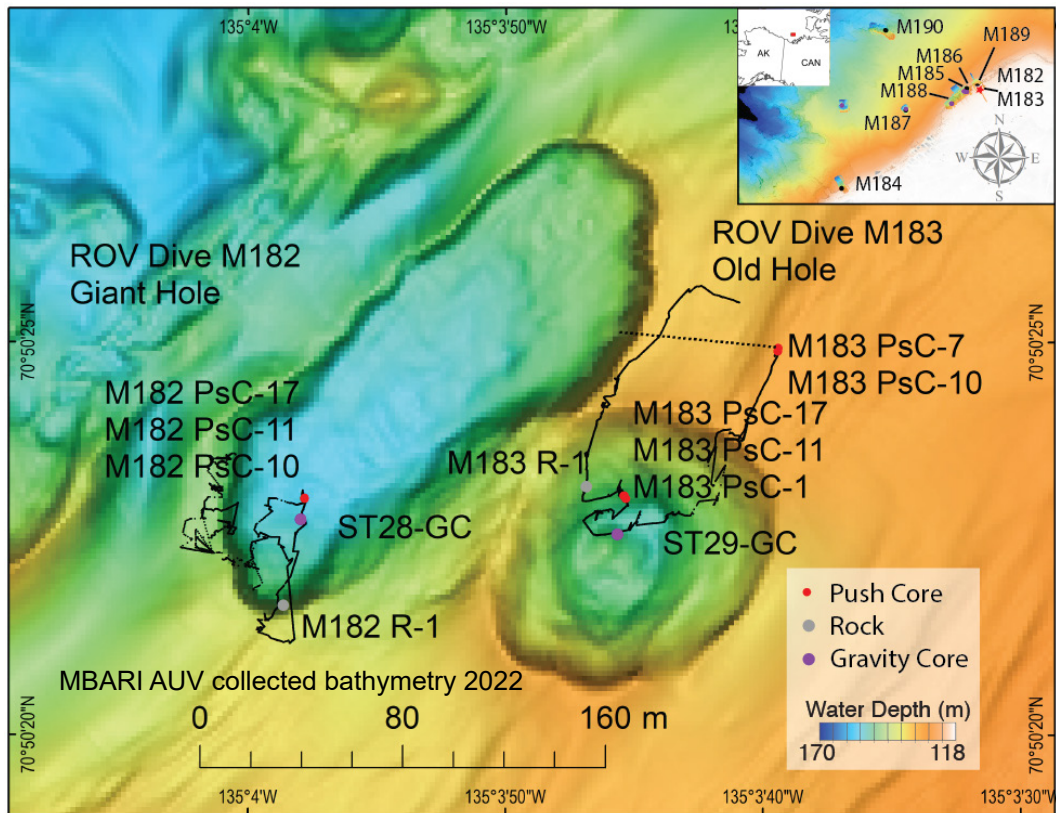 135°4'W
135°3'50"W
AK
CAN
M190
M189
M186
M185
M182
M188
M183
M187
N
W
E
S
M184
ROV Dive M182
Giant Hole
ROV Dive M183
Old Hole
70°50'25"N
70°50'25"N
M183 PsC-7
M183 PsC-10
M182 PsC-17
M182 PsC-11
M182 PsC-10
M183 PsC-17
M183 PsC-11
M183 PsC-1
M183 R-1
ST28-GC
ST29-GC
M182 R-1
Push Core
Rock
Gravity Core
MBARI AUV collected bathymetry 2022
0 80 160 m
Water Depth (m)
170 118
70°50'20"N
70°50'20"N
135°4'W
135°3'50"W
135°3'40"W
135°3'30"W